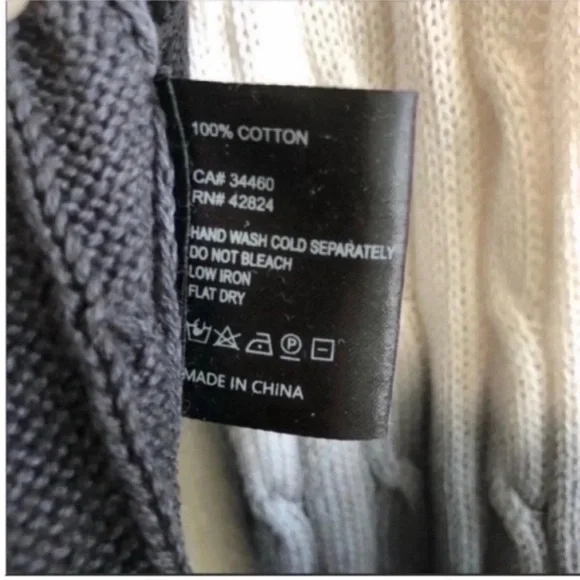 100% COTTON
CA# 34460
RN# 42824
HAND WASH COLD SEPARATELY
DO NOT BLEACH
LOW IRON
FLAT DRY
P
MADE IN CHINA